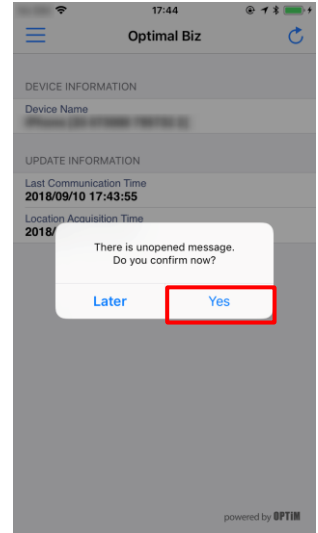 17:44
Optimal Biz
DEVICE INFORMATION
Device Name
UPDATE INFORMATION
Last Communication Time
2018/09/10 17:43:55
Location Acquisition Time
2018/
There is unopened message.
Do you confirm now?
Later Yes
powered by OPTiM